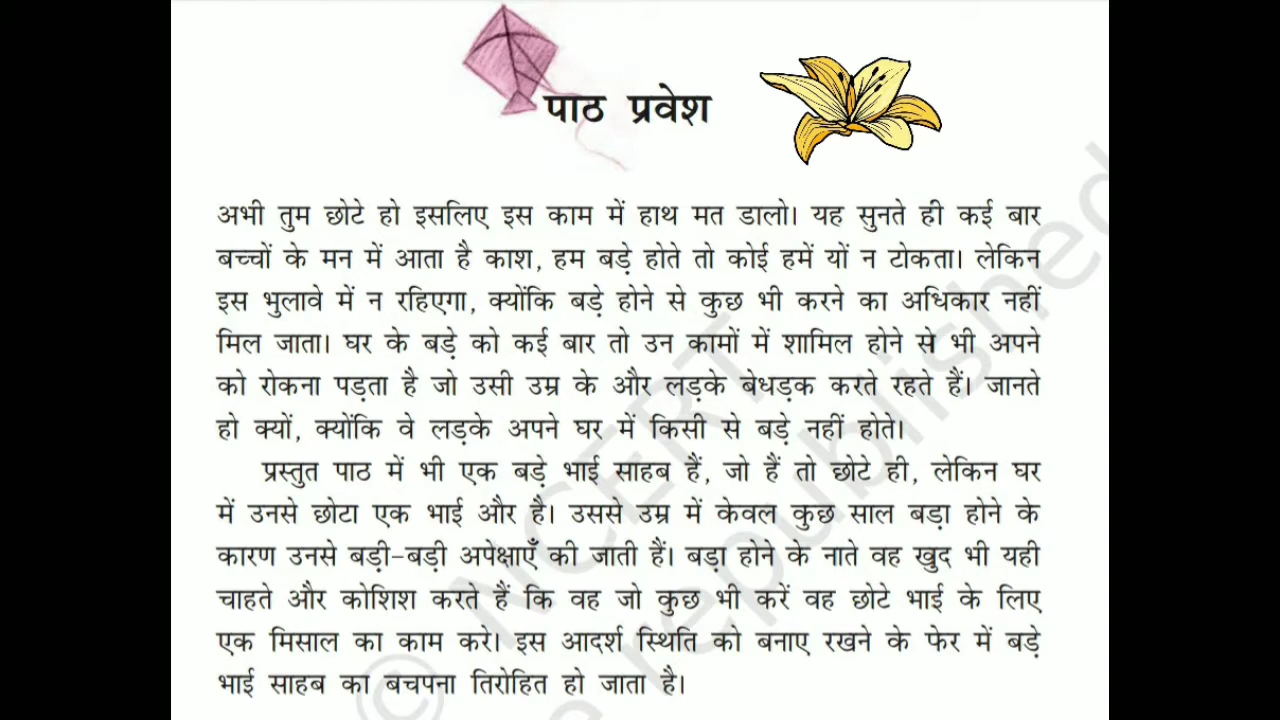 पाठ प्रवेश
अभी तुम छोटे हो इसलिए इस काम में हाथ मत डालो। यह सुनते ही कई बार
बच्चों के मन में आता है काश, हम बड़े होते तो कोई हमें यों न टोकता। लेकिन
इस भुलावे में न रहिएगा, क्योंकि बड़े होने से कुछ भी करने का अधिकार नहीं
मिल जाता। घर के बड़े को कई बार तो उन कामों में शामिल होने से भी अपने
को रोकना पड़ता है जो उसी उम्र के और लड़के बेधड़क करते रहते हैं। जानते
हो क्यों, क्योंकि वे लड़के अपने घर में किसी से बड़े नहीं होते।
प्रस्तुत पाठ में भी एक बड़े भाई साहब हैं, जो हैं तो छोटे ही, लेकिन घर
में उनसे छोटा एक भाई और है। उससे उम्र में केवल कुछ साल बड़ा होने के
कारण उनसे बड़ी-बड़ी अपेक्षाएँ की जाती हैं। बड़ा होने के नाते वह खुद भी यही
चाहते और कोशिश करते हैं कि वह जो कुछ भी करें वह छोटे भाई के लिए
एक मिसाल का काम करे। इस आदर्श स्थिति को बनाए रखने के फेर में बड़े
भाई साहब का बचपना तिरोहित हो जाता है।
© NCERT
be republished